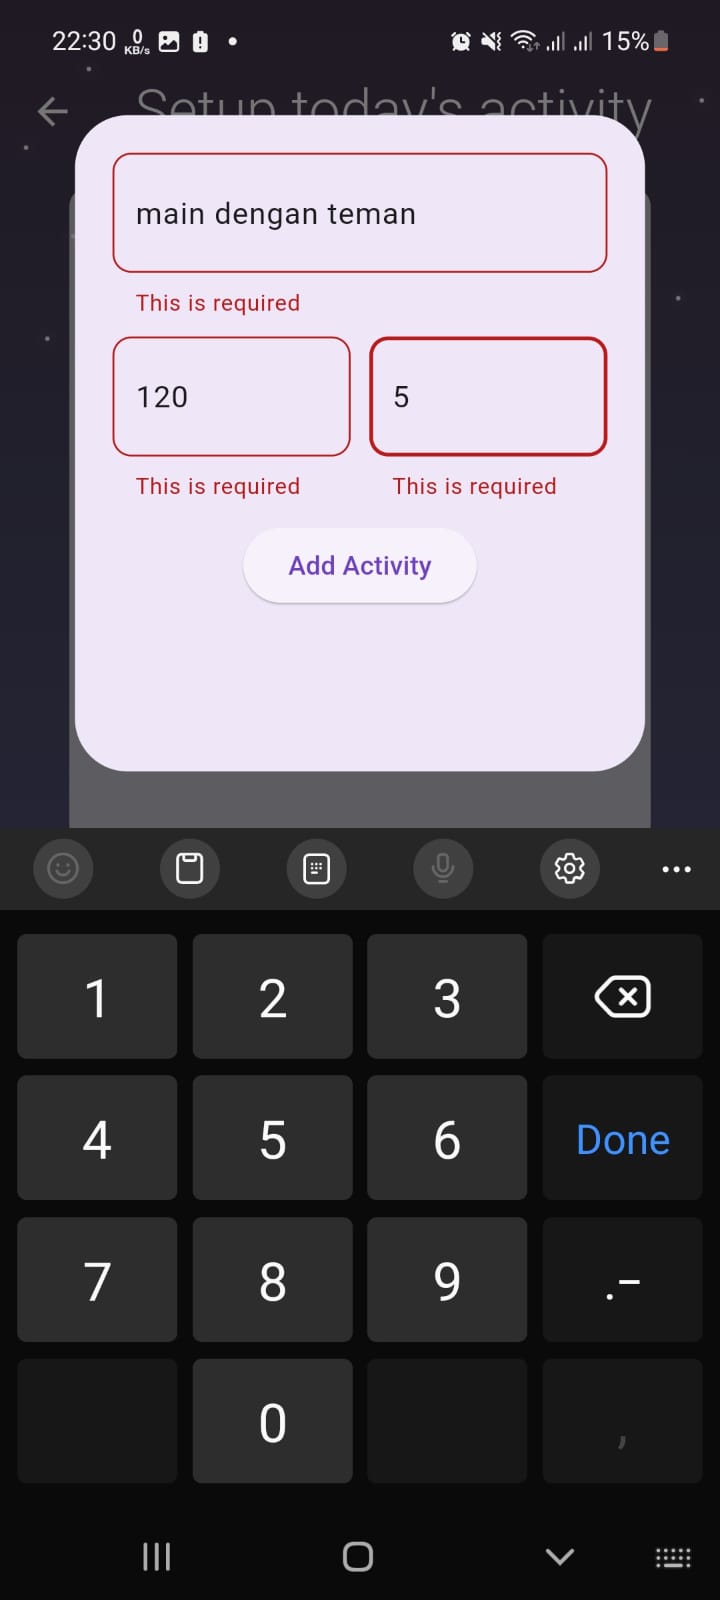 22:30 0 KB/s 15%
Setup today's activity
main dengan teman
This is required
120 5
This is required This is required
Add Activity
1 2 3
4 5 6 Done
7 8 9 .–
0 ,